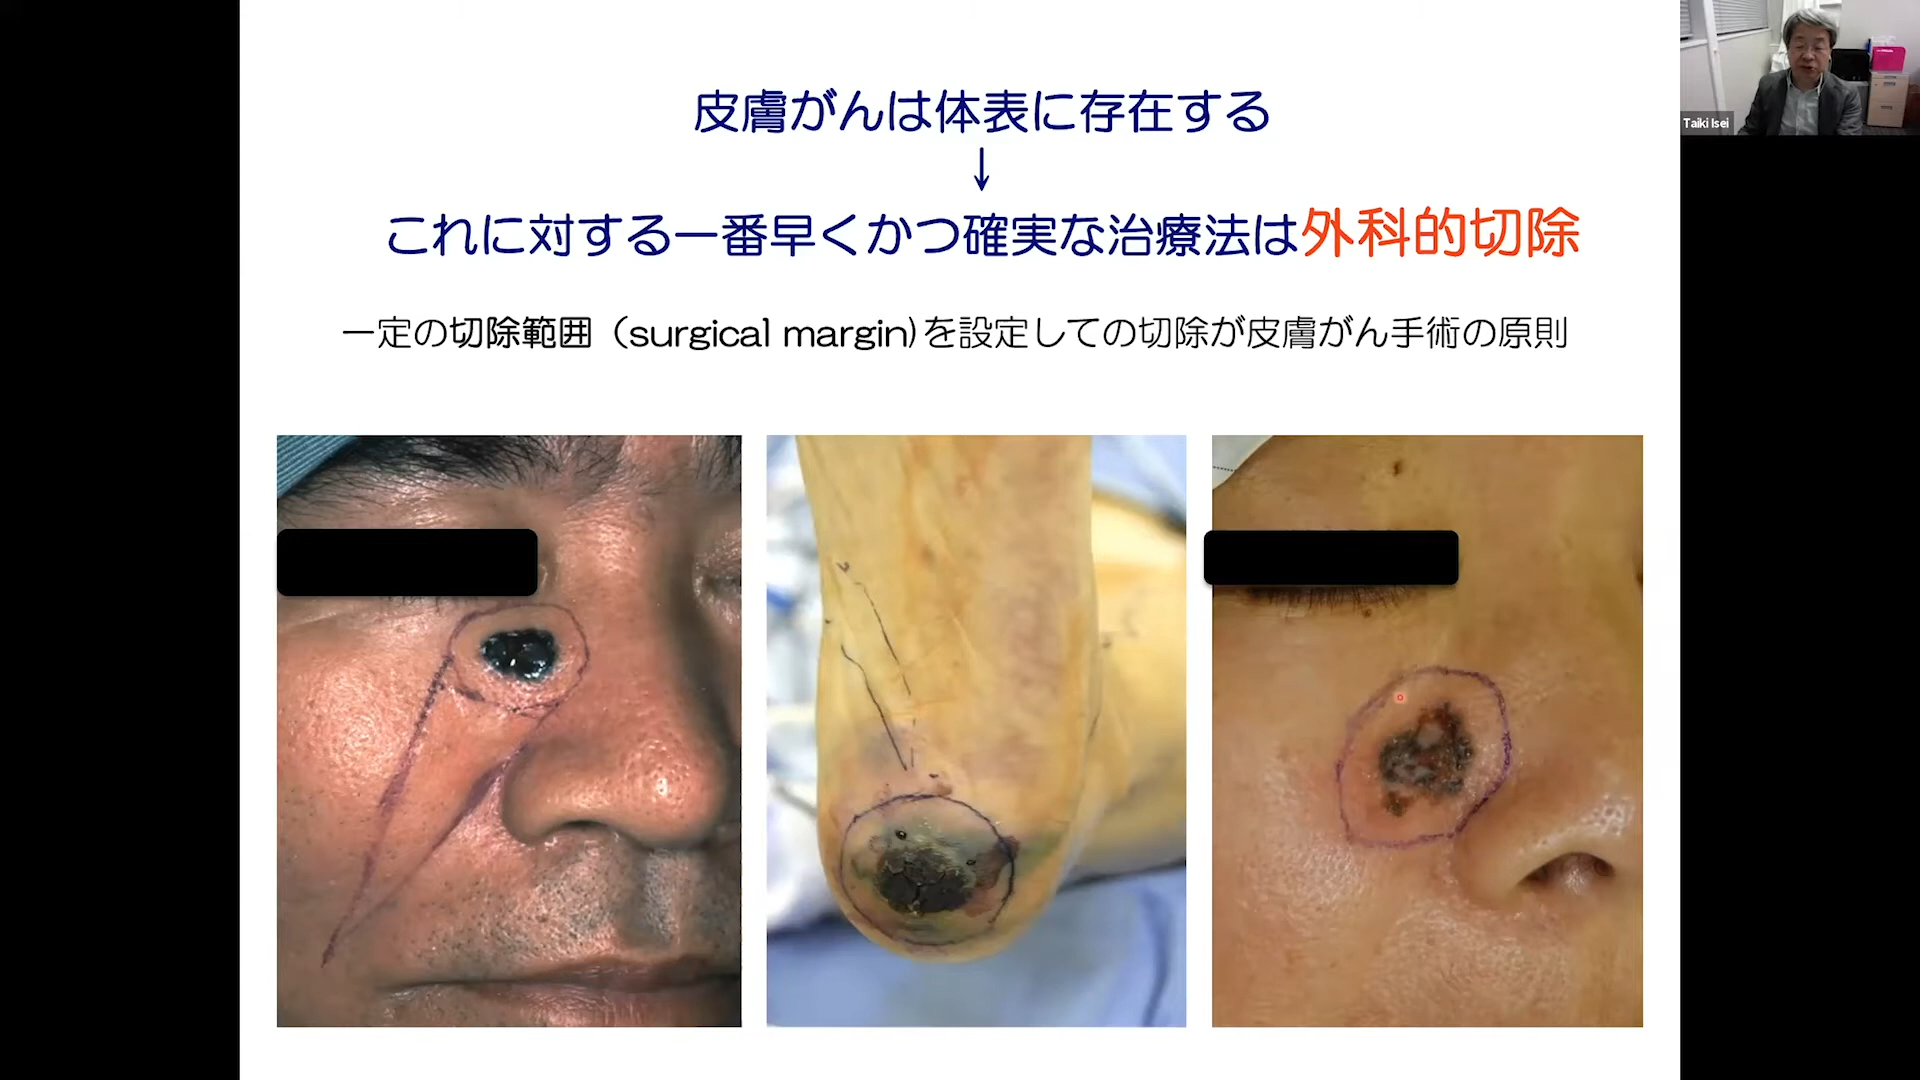 皮膚がんは体表に存在する
↓
これに対する一番早くかつ確実な治療法は外科的切除
一定の切除範囲（surgical margin)を設定しての切除が皮膚がん手術の原則
Taiki Isei